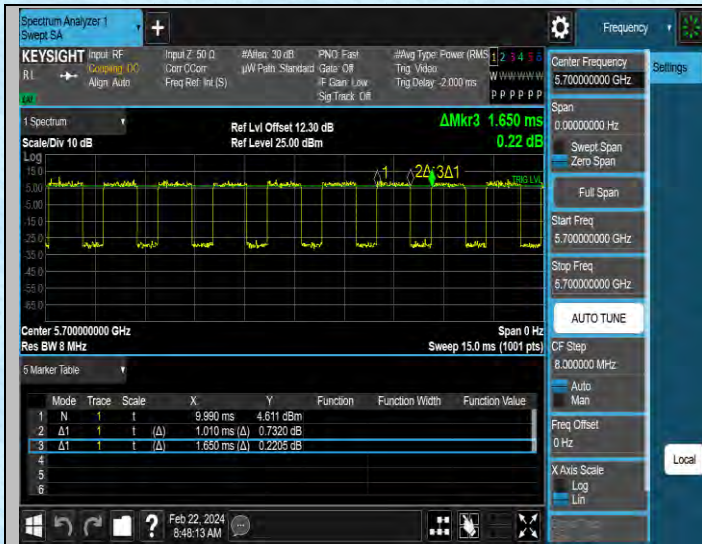 Spectrum Analyzer 1
Swept SA
+
Frequency
KEYSIGHT
Input: RF
Input Z: 50 Ω
#Atten: 30 dB
PNO: Fast
#Avg Type: Power (RMS
1 2 3 4 5 6
RL
Coupling: DC
Corr CCorr
µW Path: Standard
Gate: Off
Trig: Video
W W W W W W
Align: Auto
Freq Ref: Int (S)
IF Gain: Low
Trig Delay: -2.000 ms
Sig Track: Off
P P P P P P
1 Spectrum
Ref Lvl Offset 12.30 dB
ΔMkr3 1.650 ms
Scale/Div 10 dB
Ref Level 25.00 dBm
0.22 dB
Log
15.0
1
2Δ1
3Δ1
TRIG LVL
5.00
-5.00
-15.0
-25.0
-35.0
-45.0
-55.0
-65.0
Center 5.700000000 GHz
Span 0 Hz
Res BW 8 MHz
Sweep 15.0 ms (1001 pts)
5 Marker Table
Mode Trace Scale X Y Function Function Width Function Value
1 N 1 t 9.990 ms 4.611 dBm
2 Δ1 1 t (Δ) 1.010 ms (Δ) 0.7320 dB
3 Δ1 1 t (Δ) 1.650 ms (Δ) 0.2205 dB
4
5
6
?
Feb 22, 2024
8:48:13 AM
Center Frequency
5.700000000 GHz
Span
0.00000000 Hz
Swept Span
Zero Span
Full Span
Start Freq
5.700000000 GHz
Stop Freq
5.700000000 GHz
AUTO TUNE
CF Step
8.000000 MHz
Auto
Man
Freq Offset
0 Hz
X Axis Scale
Log
Lin
Settings
Local